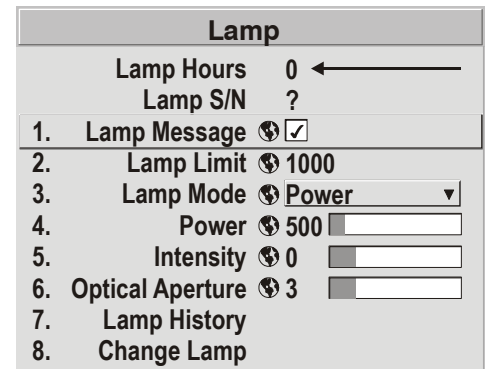 Lamp
Lamp Hours 0
Lamp S/N ?
1. Lamp Message ✓
2. Lamp Limit 1000
3. Lamp Mode Power ▼
4. Power 500
5. Intensity 0
6. Optical Aperture 3
7. Lamp History
8. Change Lamp